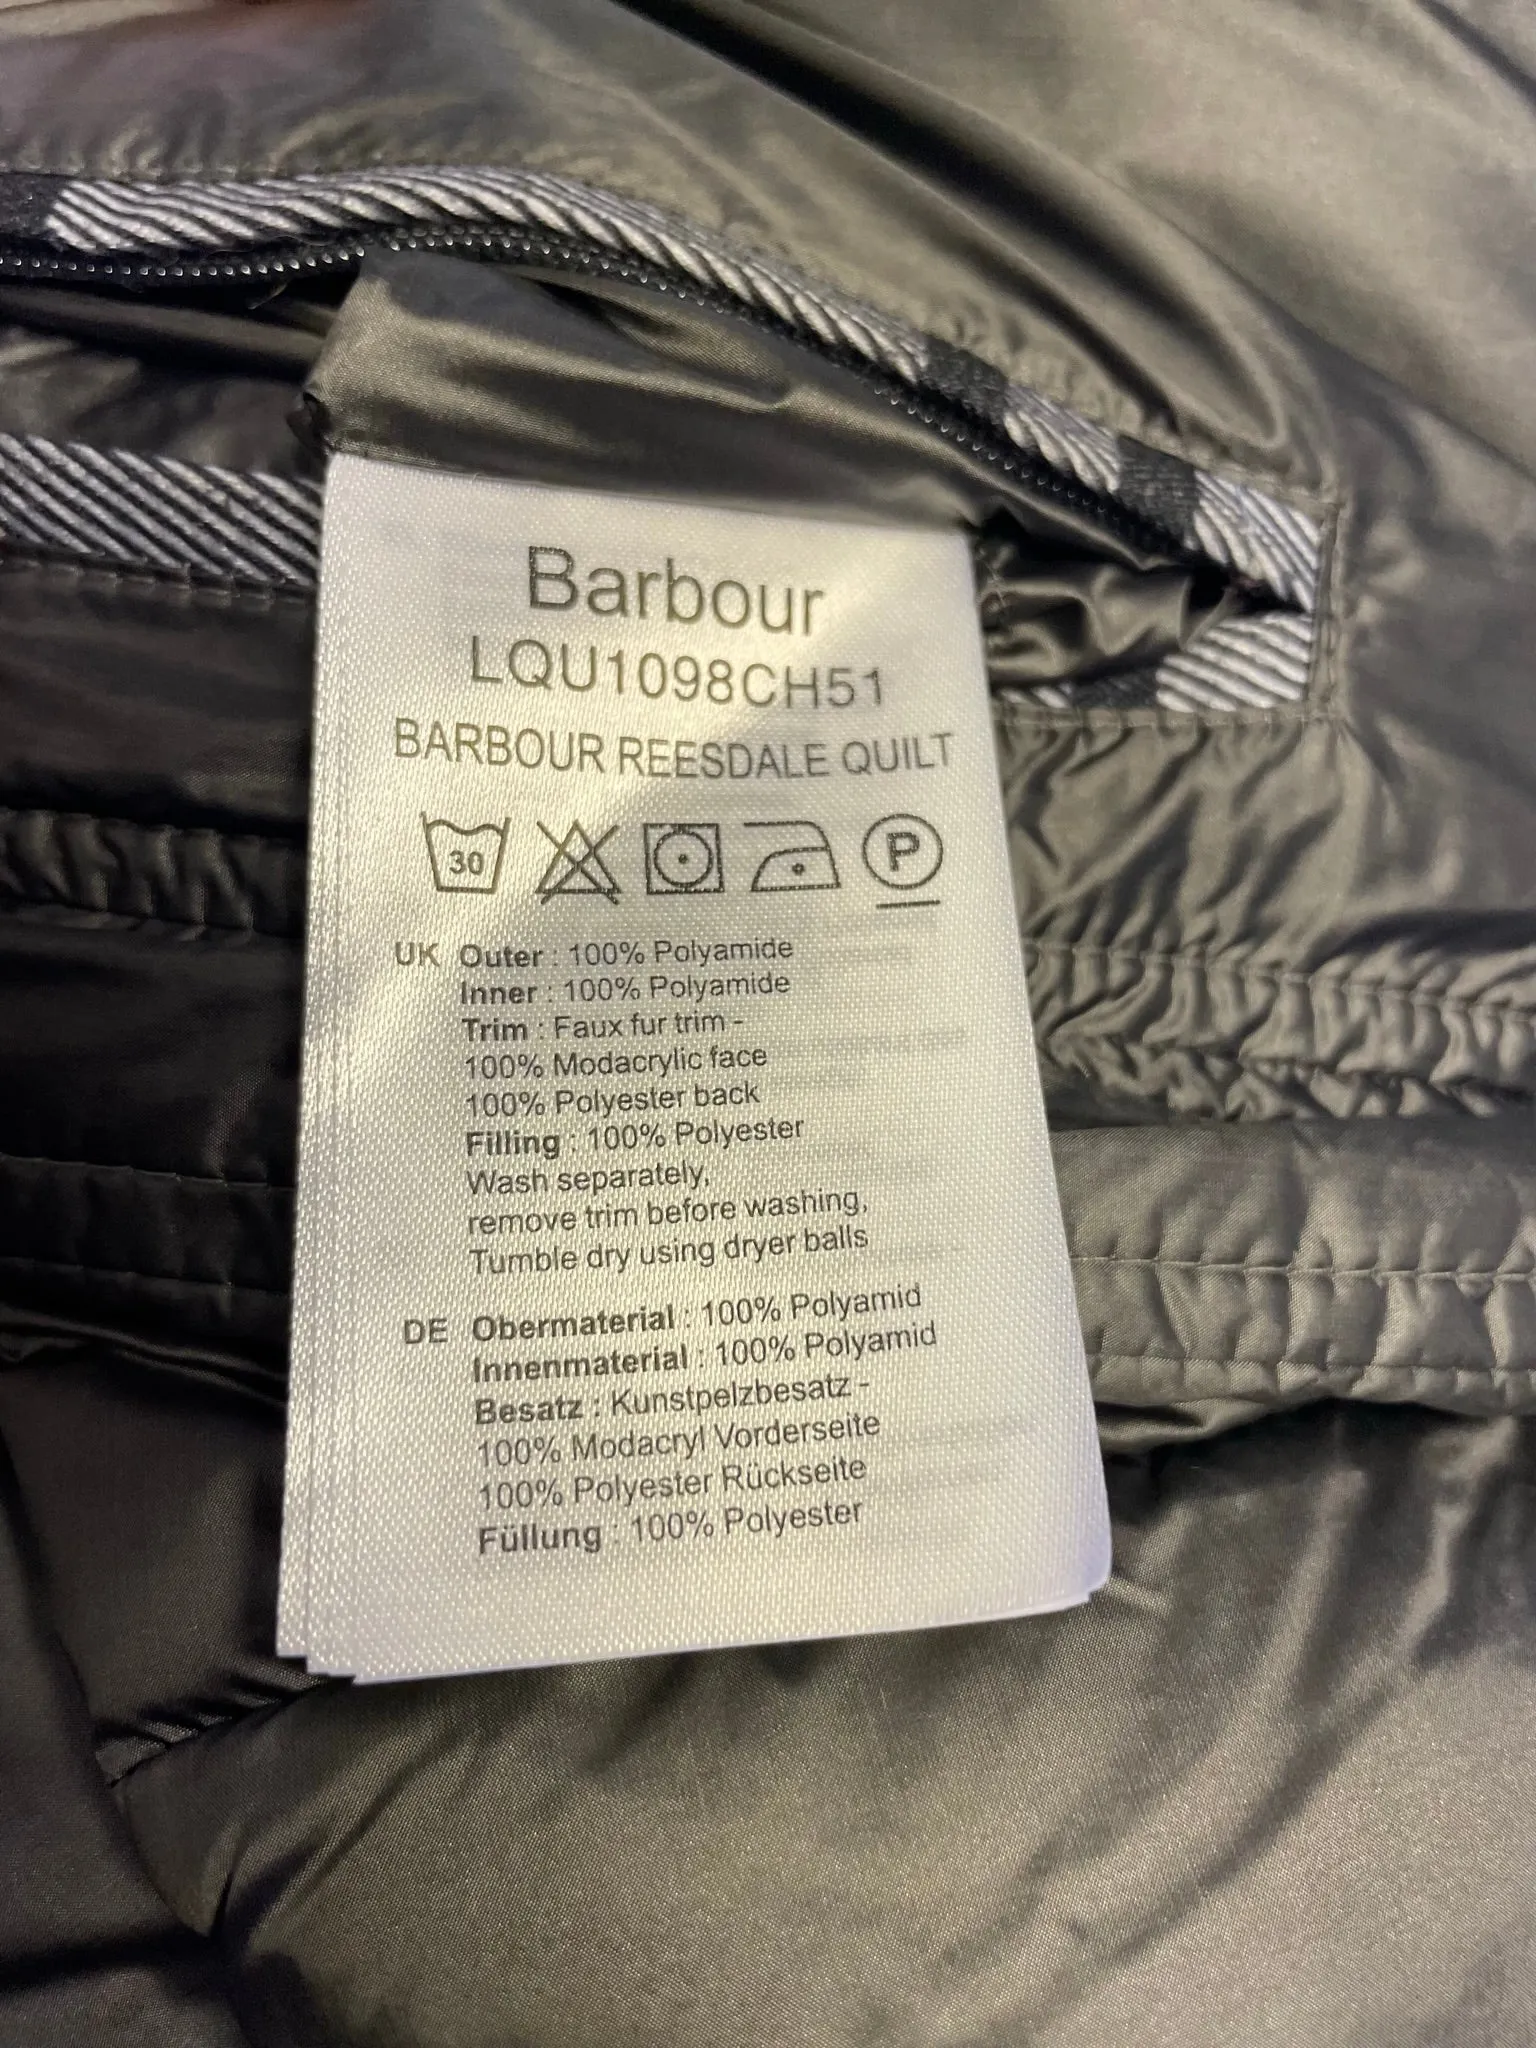 Barbour
LQU1098CH51
BARBOUR REESDALE QUILT
30 P
UK Outer : 100% Polyamide
Inner : 100% Polyamide
Trim : Faux fur trim -
100% Modacrylic face
100% Polyester back
Filling : 100% Polyester
Wash separately,
remove trim before washing,
Tumble dry using dryer balls
DE Obermaterial : 100% Polyamid
Innenmaterial : 100% Polyamid
Besatz : Kunstpelzbesatz -
100% Modacryl Vorderseite
100% Polyester Rückseite
Füllung : 100% Polyester